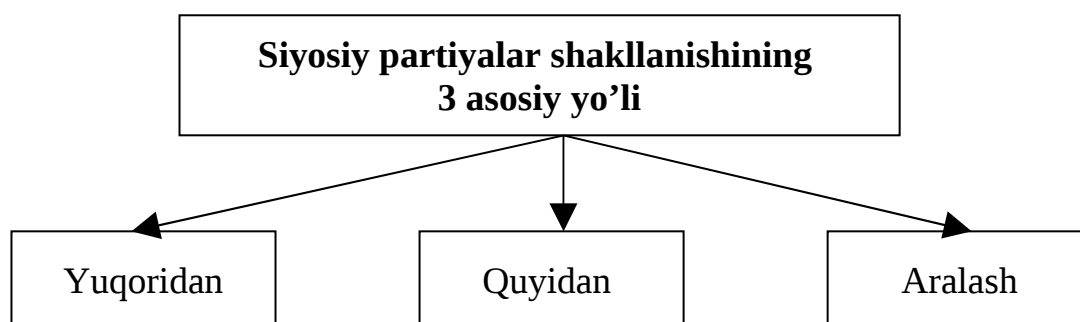 Siyosiy partiyalar shakllanishining
3 asosiy yo’li
Yuqoridan
Quyidan
Aralash